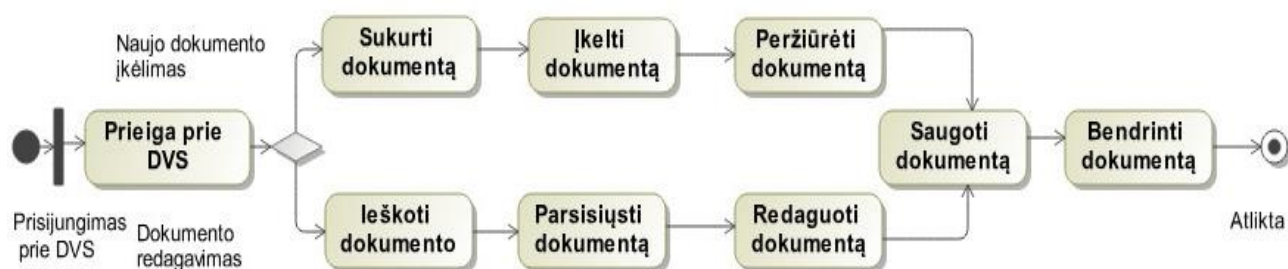 Naujo dokumento
įkėlimas
Sukurti
dokumentą
Įkelti
dokumentą
Peržiūrėti
dokumentą
Prieiga prie
DVS
Saugoti
dokumentą
Bendrinti
dokumentą
Prisijungimas
prie DVS
Dokumento
redagavimas
Ieškoti
dokumento
Parsisiųsti
dokumentą
Redaguoti
dokumentą
Atlikta